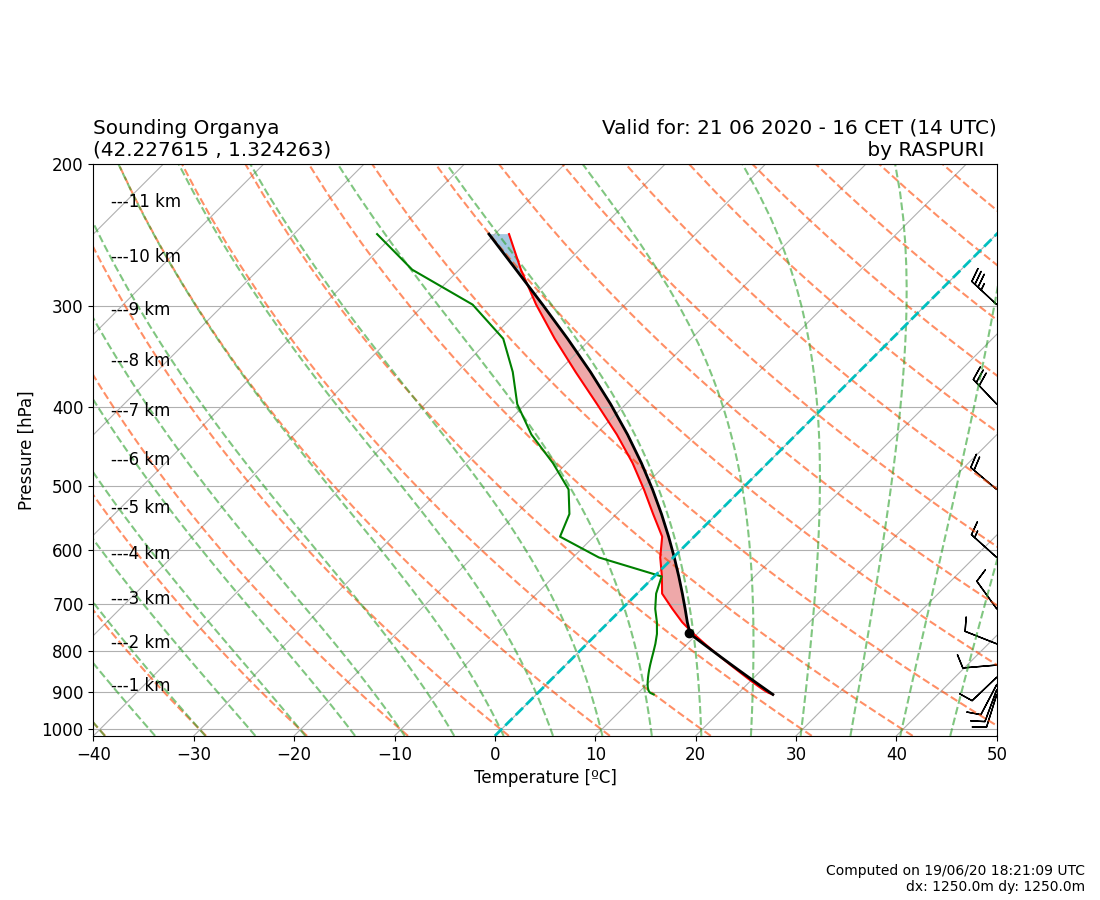 Sounding Organya
(42.227615 , 1.324263)
Valid for: 21 06 2020 - 16 CET (14 UTC)
by RASPURI
200
300
400
500
600
700
800
900
1000
Pressure [hPa]
---11 km
---10 km
---9 km
---8 km
---7 km
---6 km
---5 km
---4 km
---3 km
---2 km
---1 km
−40 −30 −20 −10 0 10 20 30 40 50
Temperature [ºC]
Computed on 19/06/20 18:21:09 UTC
dx: 1250.0m dy: 1250.0m